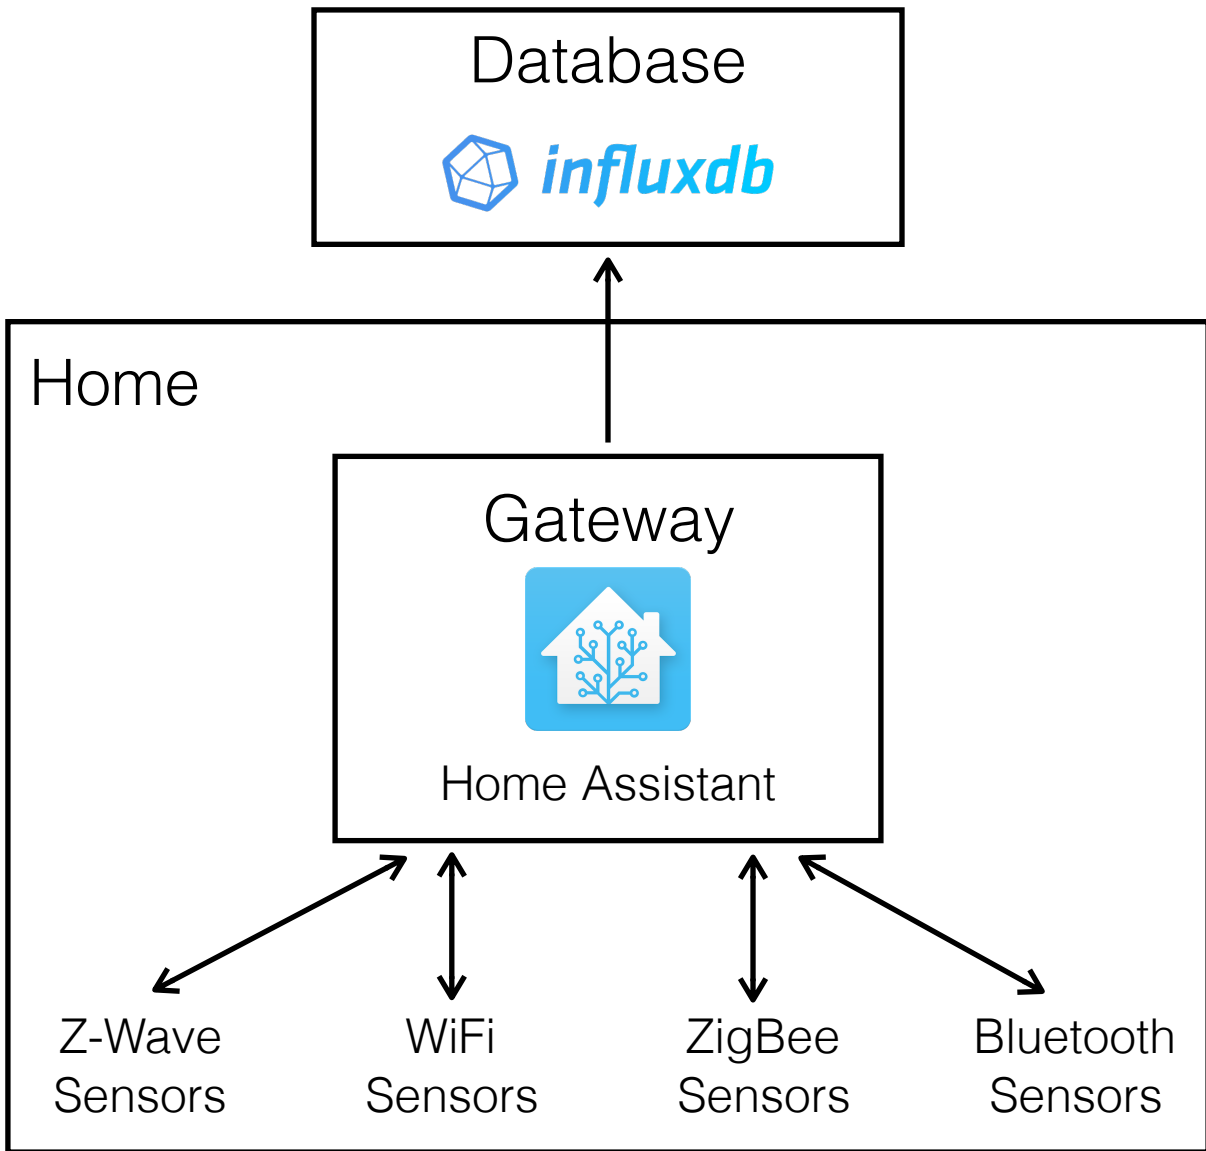 Database
influxdb
Home
Gateway
Home Assistant
Z-Wave
Sensors
WiFi
Sensors
ZigBee
Sensors
Bluetooth
Sensors